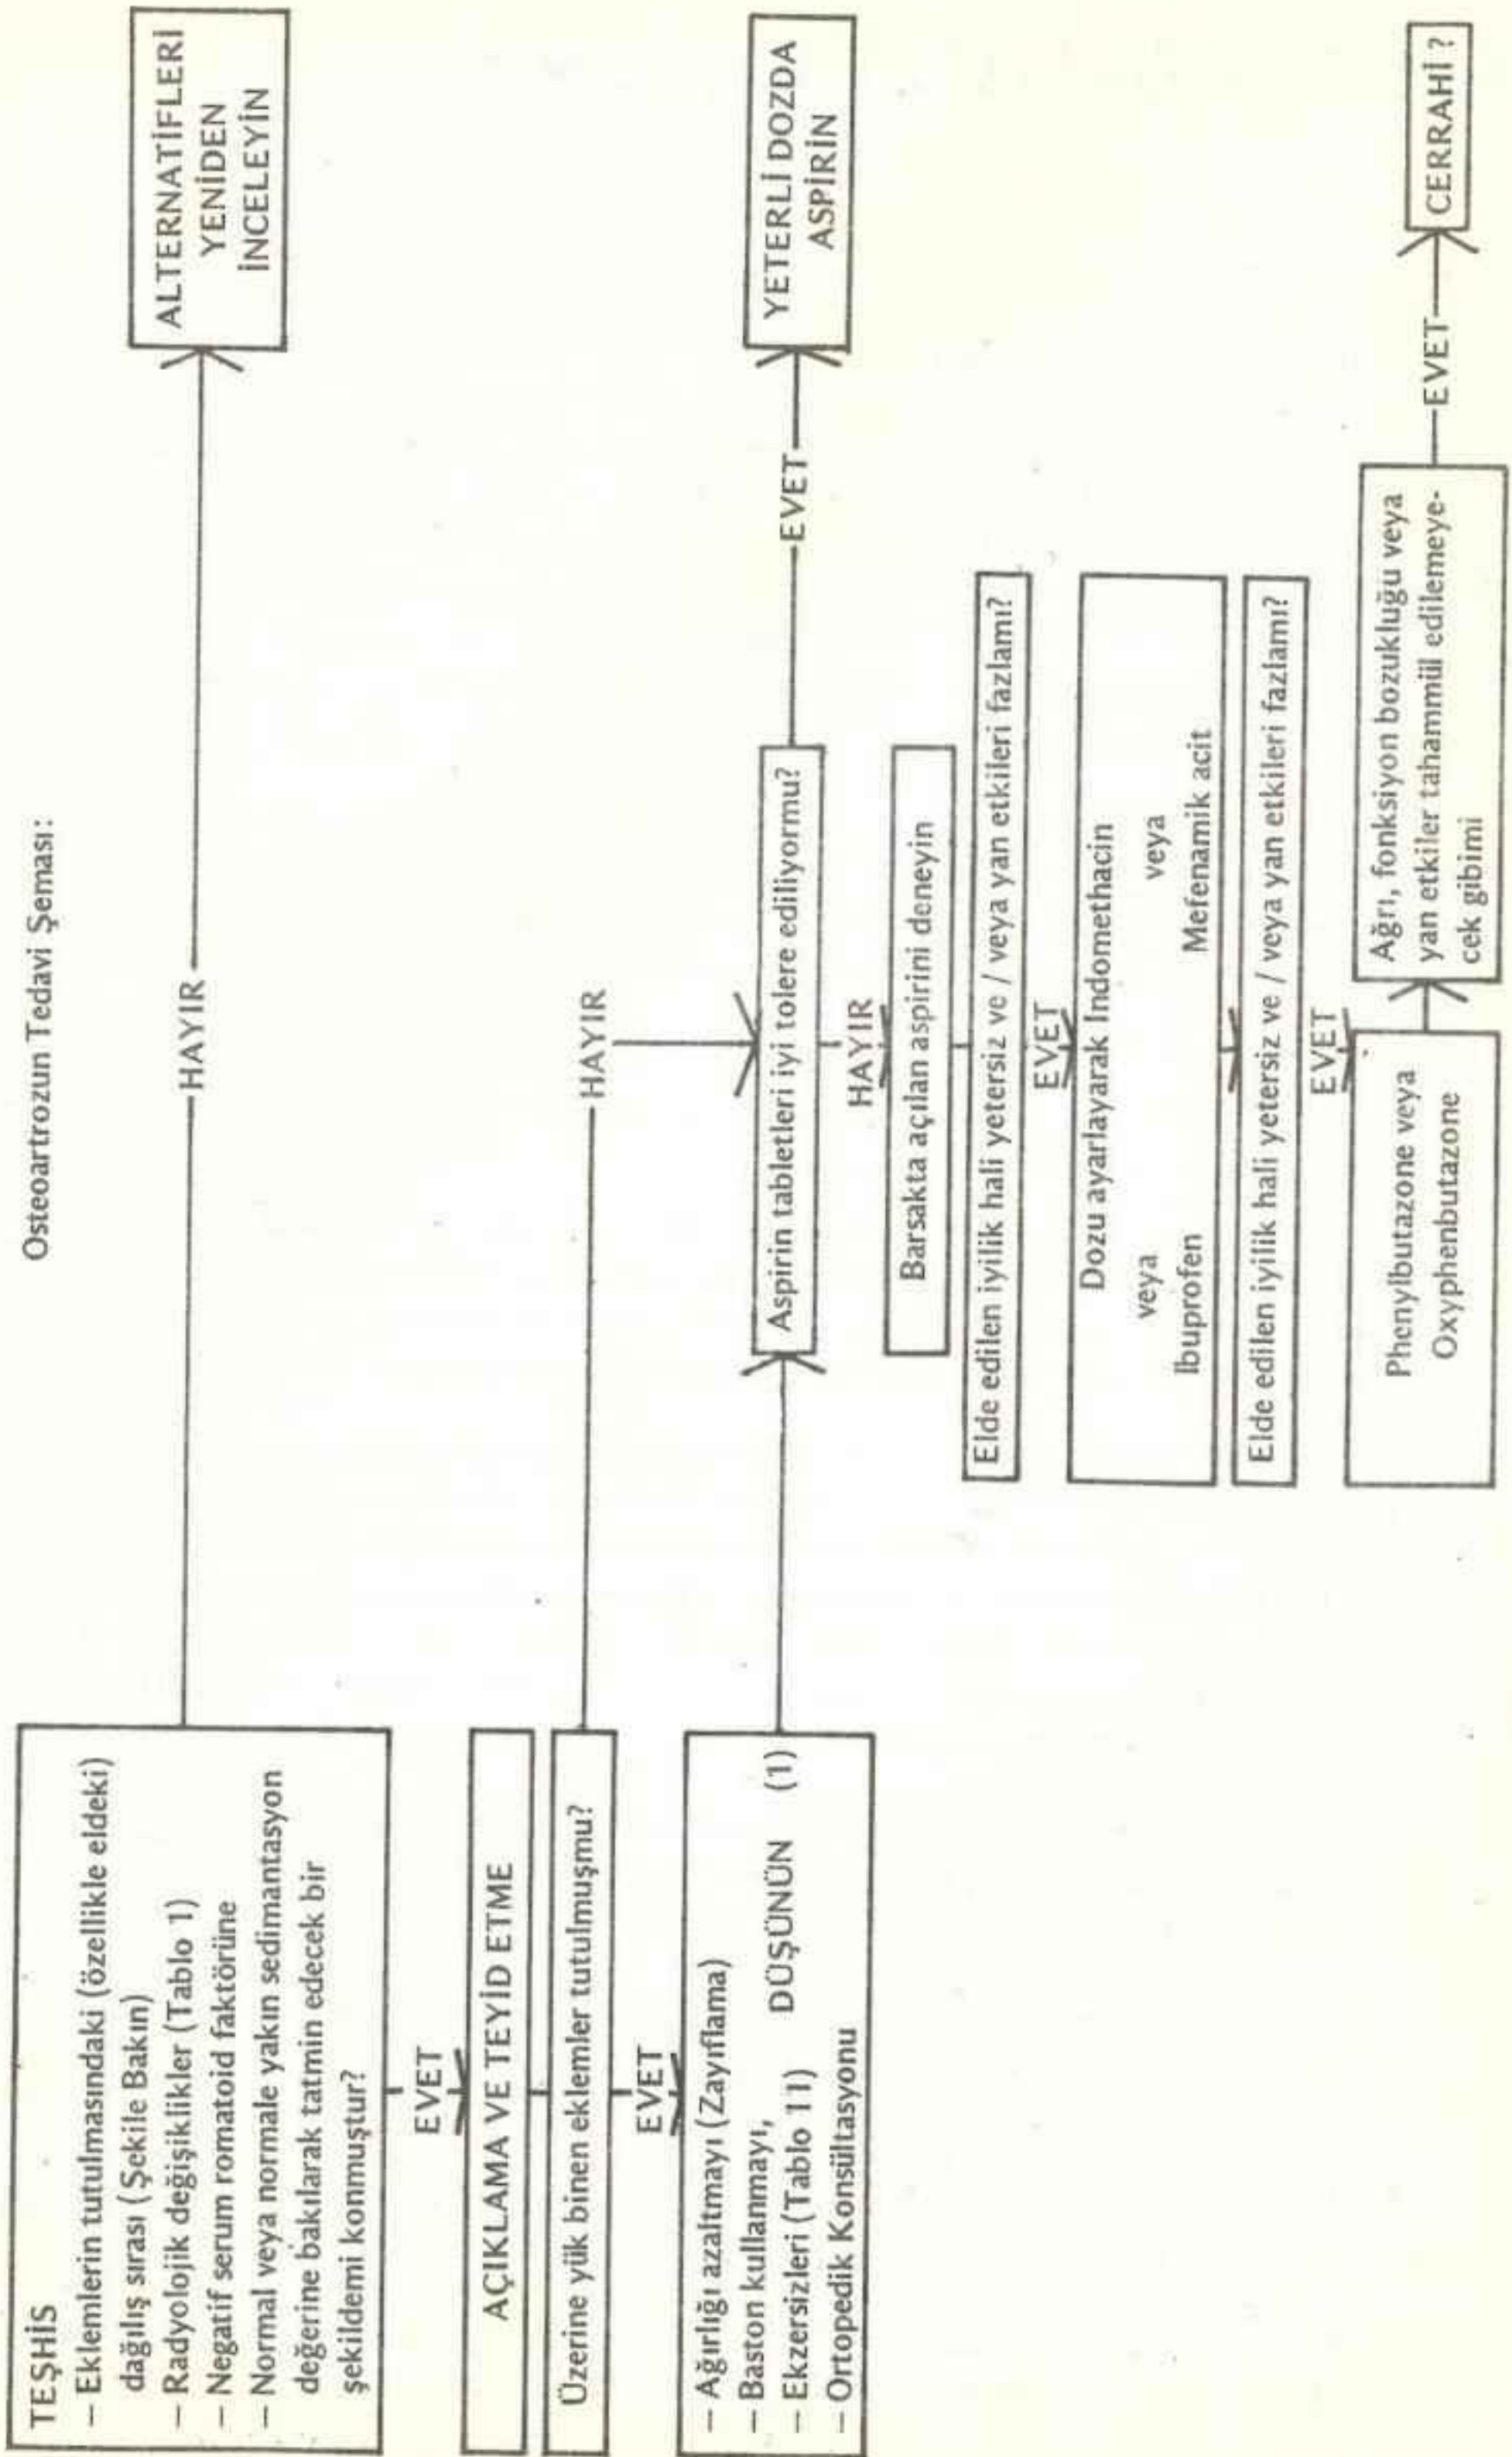 Osteoartrozun Tedavi Şeması:
TEŞHİS
— Eklemlerin tutulmasındaki (özellikle eldeki)
dağılış sırası (Şekile Bakın)
— Radyolojik değişiklikler (Tablo 1)
— Negatif serum romatoid faktörüne
— Normal veya normale yakın sedimantasyon
değerine bakılarak tatmin edecek bir
şekildemi konmuştur?
HAYIR
ALTERNATİFLERİ
YENİDEN
İNCELEYİN
EVET
AÇIKLAMA VE TEYİD ETME
Üzerine yük binen eklemler tutulmuşmu?
HAYIR
EVET
— Ağırlığı azaltmayı (Zayıflama)
— Baston kullanmayı,
— Ekzersizleri (Tablo 11) DÜŞÜNÜN (1)
— Ortopedik Konsültasyonu
Aspirin tabletleri iyi tolere ediliyormu?
EVET
YETERLİ DOZDA
ASPİRİN
HAYIR
Barsakta açılan aspirini deneyin
Elde edilen iyilik hali yetersiz ve / veya yan etkileri fazlamı?
EVET
Dozu ayarlayarak Indomethacin
veya veya
Ibuprofen Mefenamik acit
Elde edilen iyilik hali yetersiz ve / veya yan etkileri fazlamı?
EVET
Phenylbutazone veya
Oxyphenbutazone
Ağrı, fonksiyon bozukluğu veya
yan etkiler tahammül edilemeye-
cek gibimi
EVET
CERRAHİ ?